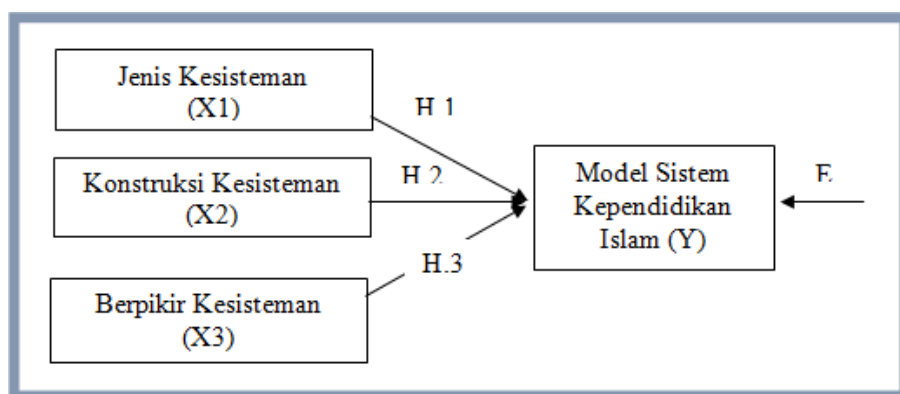 Jenis Kesisteman
(X1)
H 1
Konstruksi Kesisteman
(X2)
H 2
Berpikir Kesisteman
(X3)
H.3
Model Sistem
Kependidikan
Islam (Y)
E